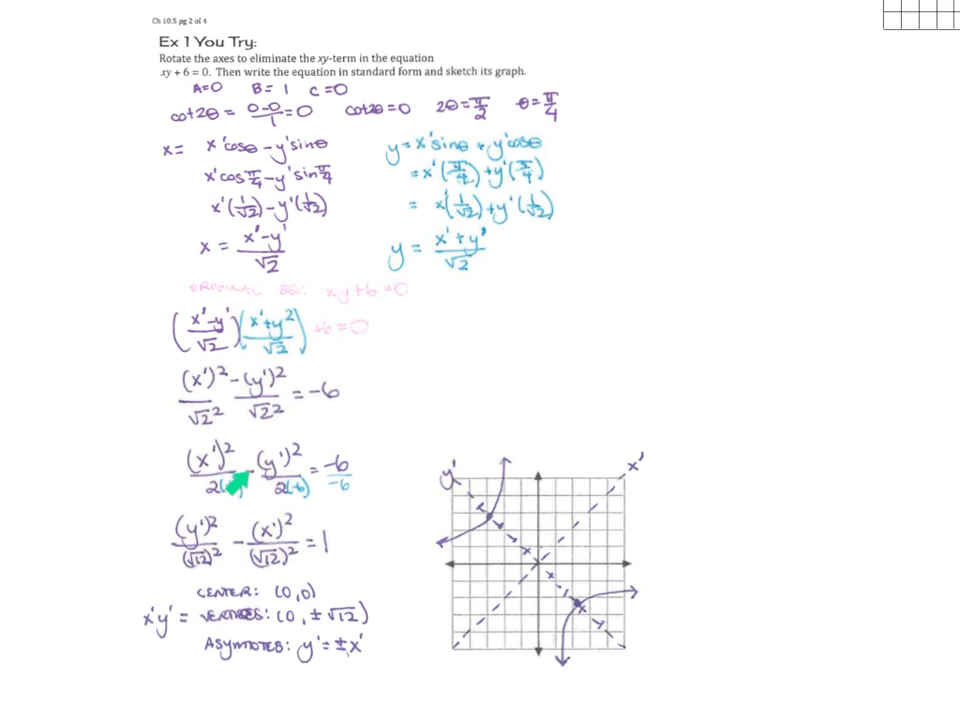 Ch 10.5 pg 2 of 4
Ex 1 You Try:
Rotate the axes to eliminate the xy-term in the equation
xy + 6 = 0. Then write the equation in standard form and sketch its graph.
A=0 B=1 C=0
cot2θ = (0-0)/1 = 0 cot2θ=0 2θ=π/2 θ=π/4
x= x'cosθ - y'sinθ
x'cos π/4 - y'sin π/4
x'(1/√2) - y'(1/√2)
x = (x'-y')/√2
y = x'sinθ + y'cosθ
= x'(π/4) + y'(π/4)
= x(1/√2) + y'(1/√2)
y = (x'+y')/√2
ORIGINAL EQ: xy+6=0
((x'-y')/√2)((x'+y²)/√2) +6=0
(x')²/√2² - (y')²/√2² = -6
(x')²/2( - (y')²/2(-6) = -6/-6
(y')²/(√12)² - (x')²/(√12)² = 1
CENTER: (0,0)
x'y' = VERTICES: (0, ±√12)
ASYMTOTES: y'=±x'
y'
x'